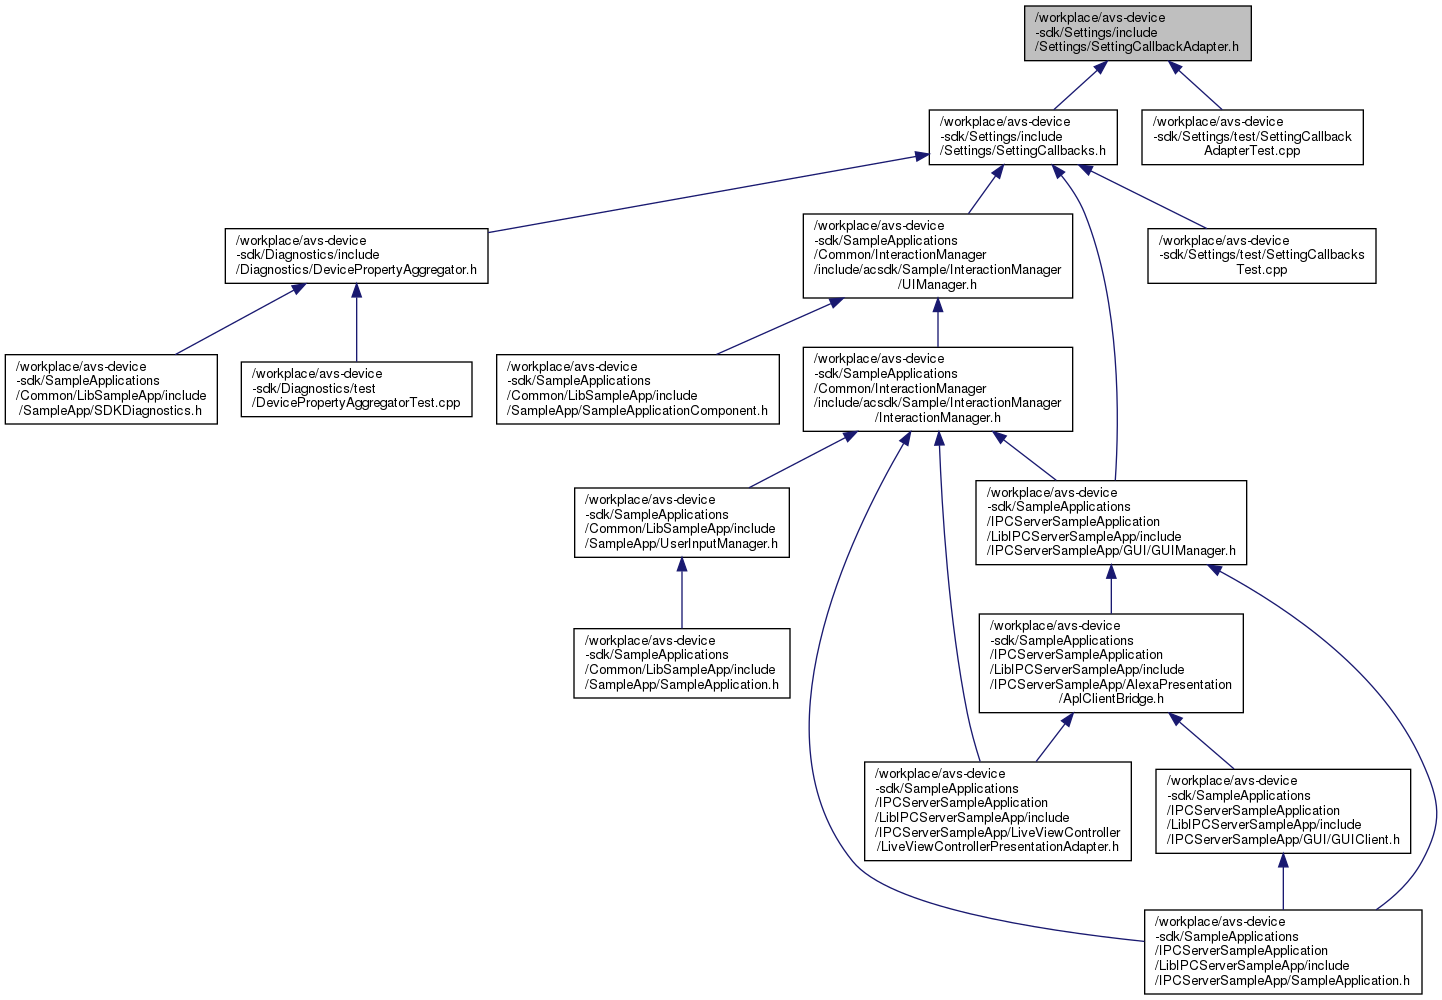 /workplace/avs-device
-sdk/Settings/include
/Settings/SettingCallbackAdapter.h
/workplace/avs-device
-sdk/Settings/include
/Settings/SettingCallbacks.h
/workplace/avs-device
-sdk/Settings/test/SettingCallback
AdapterTest.cpp
/workplace/avs-device
-sdk/Diagnostics/include
/Diagnostics/DevicePropertyAggregator.h
/workplace/avs-device
-sdk/SampleApplications
/Common/InteractionManager
/include/acsdk/Sample/InteractionManager
/UIManager.h
/workplace/avs-device
-sdk/Settings/test/SettingCallbacks
Test.cpp
/workplace/avs-device
-sdk/SampleApplications
/Common/LibSampleApp/include
/SampleApp/SDKDiagnostics.h
/workplace/avs-device
-sdk/Diagnostics/test
/DevicePropertyAggregatorTest.cpp
/workplace/avs-device
-sdk/SampleApplications
/Common/LibSampleApp/include
/SampleApp/SampleApplicationComponent.h
/workplace/avs-device
-sdk/SampleApplications
/Common/InteractionManager
/include/acsdk/Sample/InteractionManager
/InteractionManager.h
/workplace/avs-device
-sdk/SampleApplications
/Common/LibSampleApp/include
/SampleApp/UserInputManager.h
/workplace/avs-device
-sdk/SampleApplications
/IPCServerSampleApplication
/LibIPCServerSampleApp/include
/IPCServerSampleApp/GUI/GUIManager.h
/workplace/avs-device
-sdk/SampleApplications
/Common/LibSampleApp/include
/SampleApp/SampleApplication.h
/workplace/avs-device
-sdk/SampleApplications
/IPCServerSampleApplication
/LibIPCServerSampleApp/include
/IPCServerSampleApp/AlexaPresentation
/AplClientBridge.h
/workplace/avs-device
-sdk/SampleApplications
/IPCServerSampleApplication
/LibIPCServerSampleApp/include
/IPCServerSampleApp/LiveViewController
/LiveViewControllerPresentationAdapter.h
/workplace/avs-device
-sdk/SampleApplications
/IPCServerSampleApplication
/LibIPCServerSampleApp/include
/IPCServerSampleApp/GUI/GUIClient.h
/workplace/avs-device
-sdk/SampleApplications
/IPCServerSampleApplication
/LibIPCServerSampleApp/include
/IPCServerSampleApp/SampleApplication.h